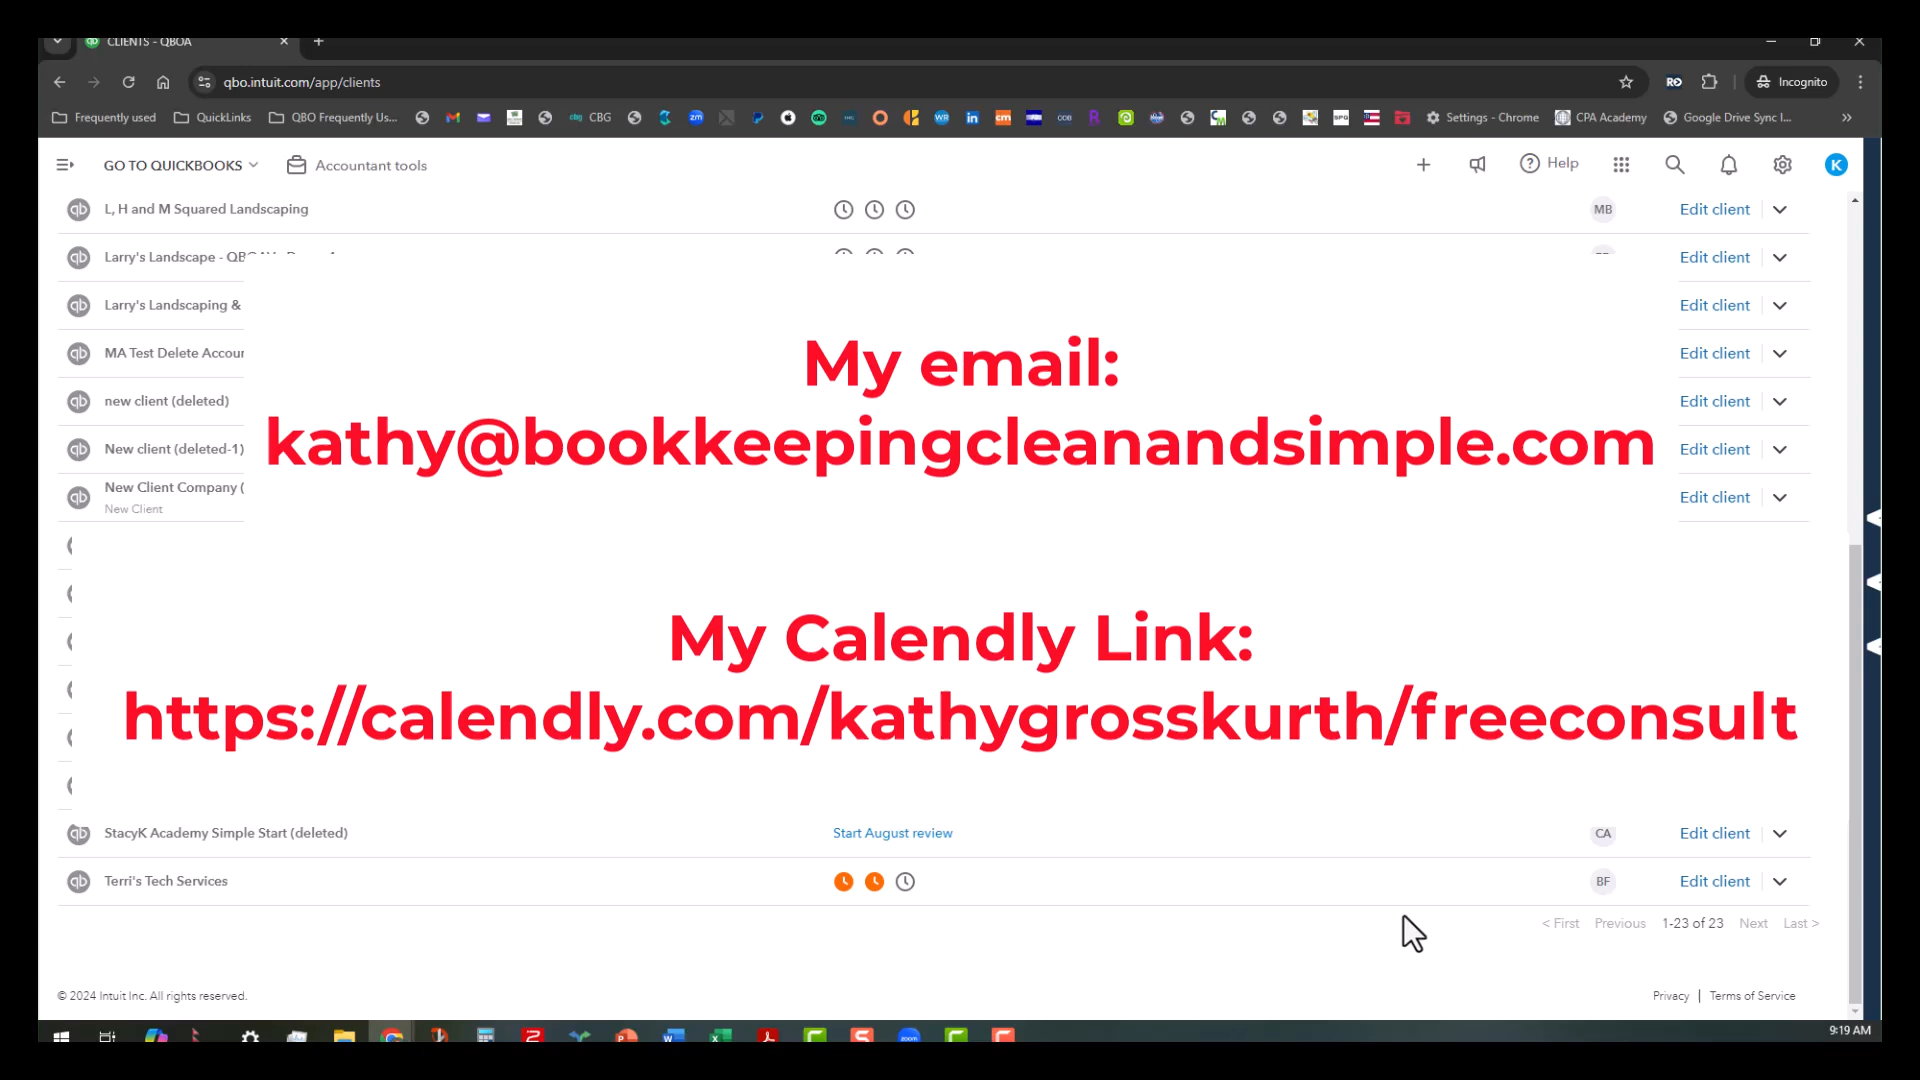 CLIENTS - QBOA
qbo.intuit.com/app/clients
Incognito
Frequently used QuickLinks QBO Frequently Us... CBG Settings - Chrome CPA Academy Google Drive Sync I...
GO TO QUICKBOOKS Accountant tools Help K
L, H and M Squared Landscaping MB Edit client
Larry's Landscape - Edit client
Larry's Landscaping & Edit client
MA Test Delete Edit client
new client (deleted) Edit client
New client (deleted-1) Edit client
New Client Company ( Edit client
New Client
My email:
kathy@bookkeepingcleanandsimple.com
My Calendly Link:
https://calendly.com/kathygrosskurth/freeconsult
StacyK Academy Simple Start (deleted) Start August review CA Edit client
Terri's Tech Services BF Edit client
< First Previous 1-23 of 23 Next Last >
© 2024 Intuit Inc. All rights reserved. Privacy | Terms of Service
9:19 AM